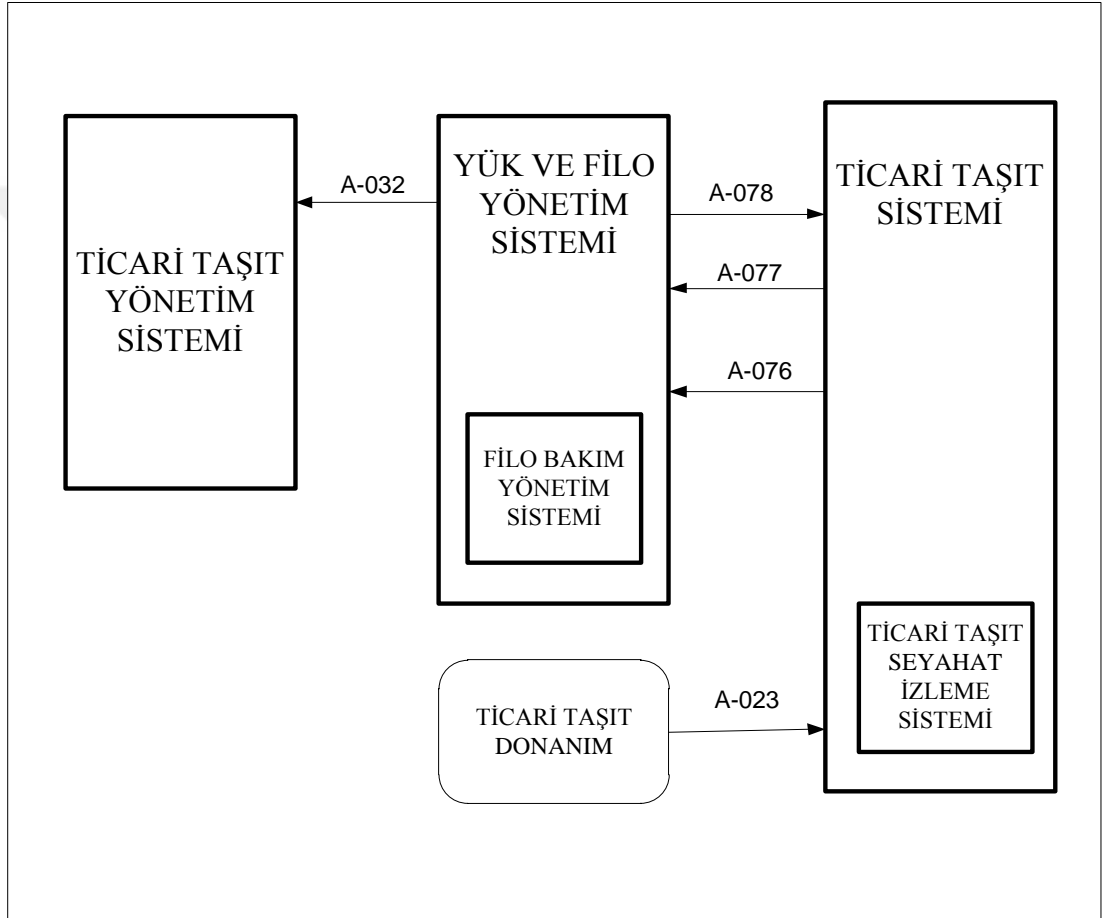 TİCARİ TAŞIT
YÖNETİM
SİSTEMİ
A-032
YÜK VE FİLO
YÖNETİM
SİSTEMİ
FİLO BAKIM
YÖNETİM
SİSTEMİ
A-078
A-077
A-076
TİCARİ TAŞIT
SİSTEMİ
TİCARİ TAŞIT
SEYAHAT
İZLEME
SİSTEMİ
TİCARİ TAŞIT
DONANIM
A-023